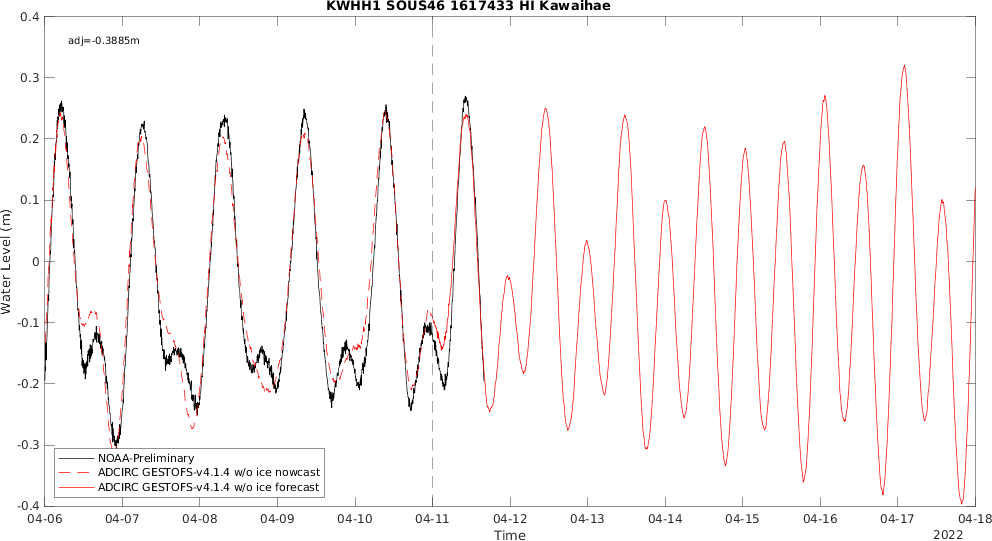 KWHH1 SOUS46 1617433 HI Kawaihae
adj=-0.3885m
Water Level (m)
0.4
0.3
0.2
0.1
0
-0.1
-0.2
-0.3
-0.4
NOAA-Preliminary
ADCIRC GESTOFS-v4.1.4 w/o ice nowcast
ADCIRC GESTOFS-v4.1.4 w/o ice forecast
04-06 04-07 04-08 04-09 04-10 04-11 04-12 04-13 04-14 04-15 04-16 04-17 04-18
Time
2022